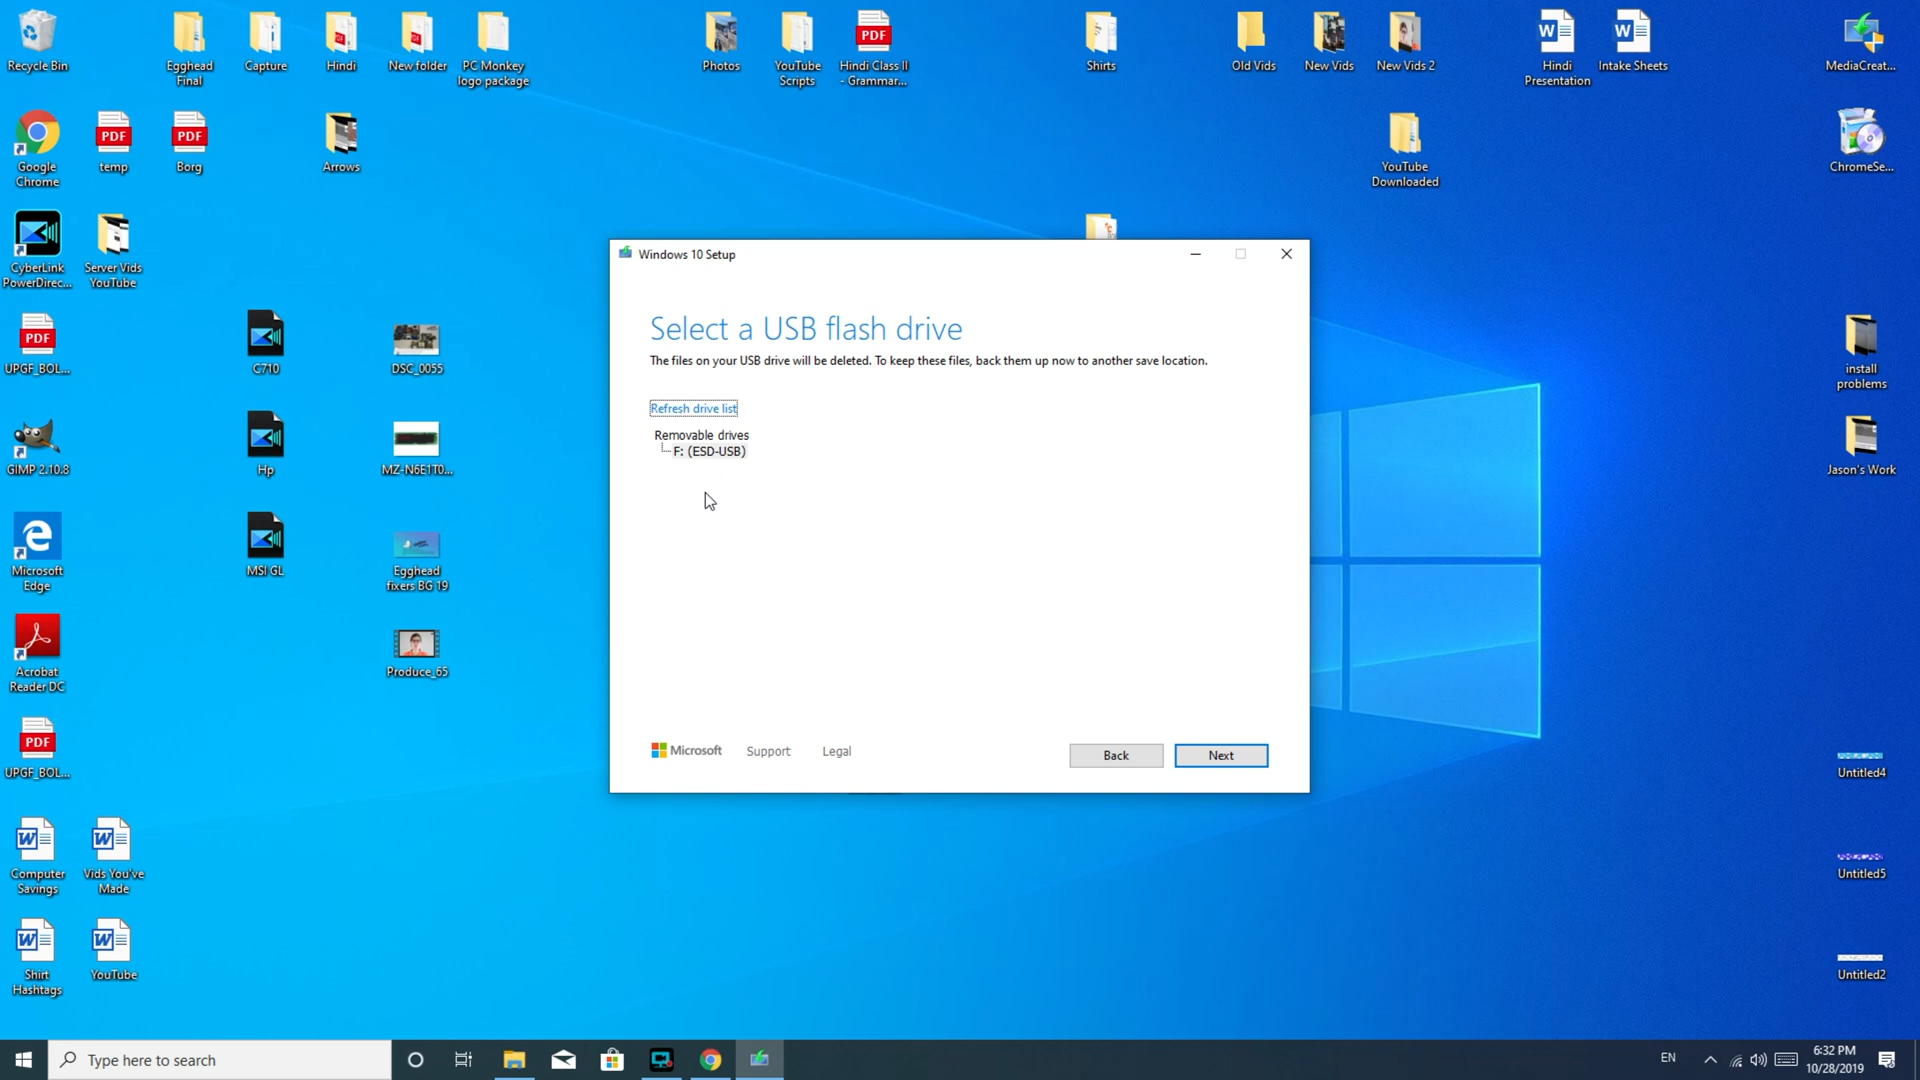 Recycle Bin
Egghead
Final
Capture
Hindi
New folder
PC Monkey
logo package
Photos
YouTube
Scripts
PDF
Hindi Class II
- Grammar...
Shirts
Old Vids
New Vids
New Vids 2
Hindi
Presentation
Intake Sheets
MediaCreat...
Google
Chrome
PDF
temp
PDF
Borg
Arrows
YouTube
Downloaded
ChromeSe...
CyberLink
PowerDirec...
Server Vids
YouTube
PDF
UPGF_BOL...
C710
DSC_0055
install
problems
GIMP 2.10.8
Hp
MZ-N6E1T0...
Jason's Work
Microsoft
Edge
MSI GL
Egghead
fixers BG 19
Acrobat
Reader DC
Produce_65
PDF
UPGF_BOL...
Untitled4
Computer
Savings
Vids You've
Made
Untitled5
Shirt
Hashtags
YouTube
Untitled2
Windows 10 Setup
Select a USB flash drive
The files on your USB drive will be deleted. To keep these files, back them up now to another save location.
Refresh drive list
Removable drives
F: (ESD-USB)
Microsoft
Support
Legal
Back
Next
Type here to search
EN
6:32 PM
10/28/2019